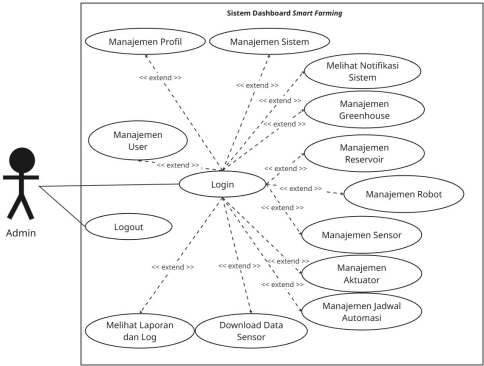 Sistem Dashboard Smart Farming
Manajemen Profil
Manajemen Sistem
Melihat Notifikasi
Sistem
<< extend >>
<< extend >>
<< extend >>
Manajemen
Greenhouse
<< extend >>
Manajemen
User
Manajemen
Reservoir
<< extend >>
<< extend >>
Login
<< extend >>
Manajemen Robot
<< extend >>
Admin
Logout
Manajemen Sensor
<< extend >>
<< extend >>
<< extend >>
Manajemen
Aktuator
<< extend >>
Manajemen Jadwal
Automasi
Melihat Laporan
dan Log
Download Data
Sensor